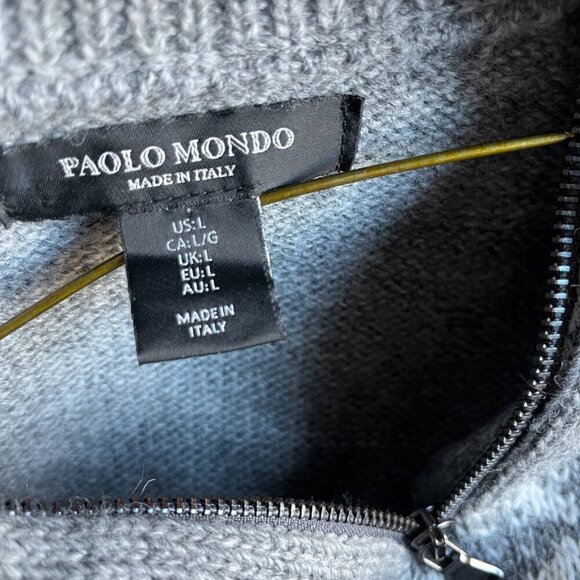 PAOLO MONDO
MADE IN ITALY
US:L
CA:L/G
UK:L
EU:L
AU:L
MADE IN
ITALY